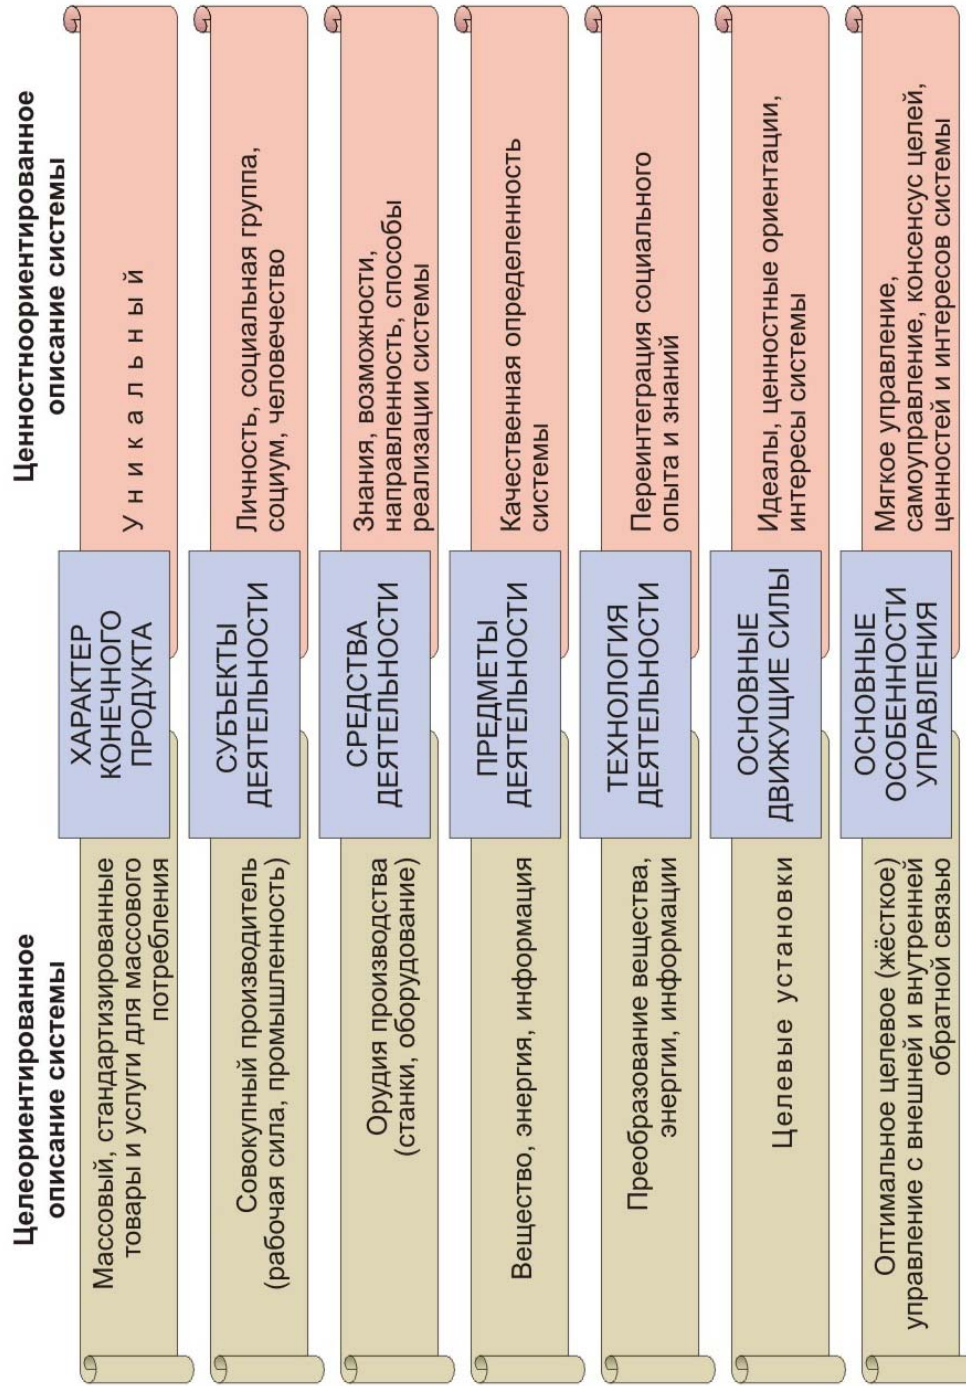 Целеориентированное
описание системы
Ценностноориентированное
описание системы
Массовый, стандартизированные
товары и услуги для массового
потребления
ХАРАКТЕР
КОНЕЧНОГО
ПРОДУКТА
Уникальный
Совокупный производитель
(рабочая сила, промышленность)
СУБЪЕКТЫ
ДЕЯТЕЛЬНОСТИ
Личность, социальная группа,
социум, человечество
Орудия производства
(станки, оборудование)
СРЕДСТВА
ДЕЯТЕЛЬНОСТИ
Знания, возможности,
направленность, способы
реализации системы
Вещество, энергия, информация
ПРЕДМЕТЫ
ДЕЯТЕЛЬНОСТИ
Качественная определенность
системы
Преобразование вещества,
энергии, информации
ТЕХНОЛОГИЯ
ДЕЯТЕЛЬНОСТИ
Переинтеграция социального
опыта и знаний
Целевые установки
ОСНОВНЫЕ
ДВИЖУЩИЕ СИЛЫ
Идеалы, ценностные ориентации,
интересы системы
Оптимальное целевое (жёсткое)
управление с внешней и внутренней
обратной связью
ОСНОВНЫЕ
ОСОБЕННОСТИ
УПРАВЛЕНИЯ
Мягкое управление,
самоуправление, консенсус целей,
ценностей и интересов системы